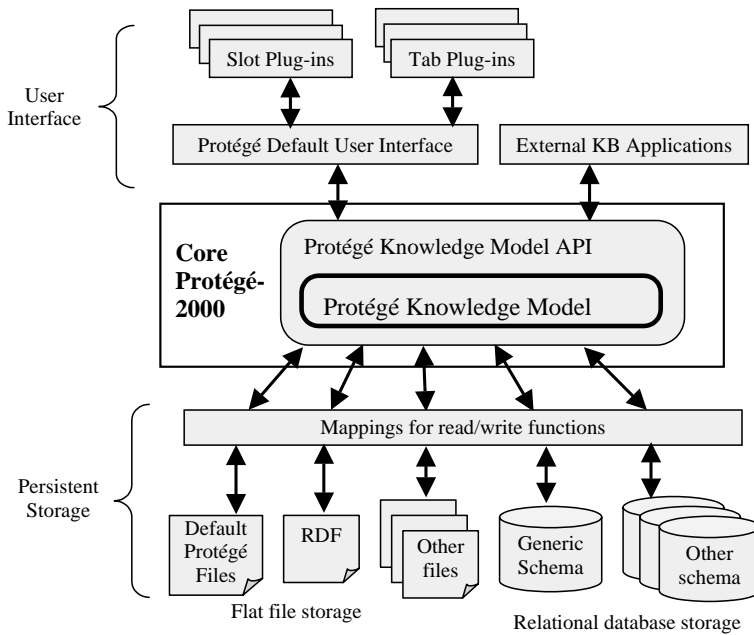 Slot Plug-ins
Tab Plug-ins
User
Interface
Protégé Default User Interface
External KB Applications
Core
Protégé-
2000
Protégé Knowledge Model API
Protégé Knowledge Model
Mappings for read/write functions
Persistent
Storage
Default
Protégé
Files
RDF
Other
files
Generic
Schema
Other
schema
Flat file storage
Relational database storage